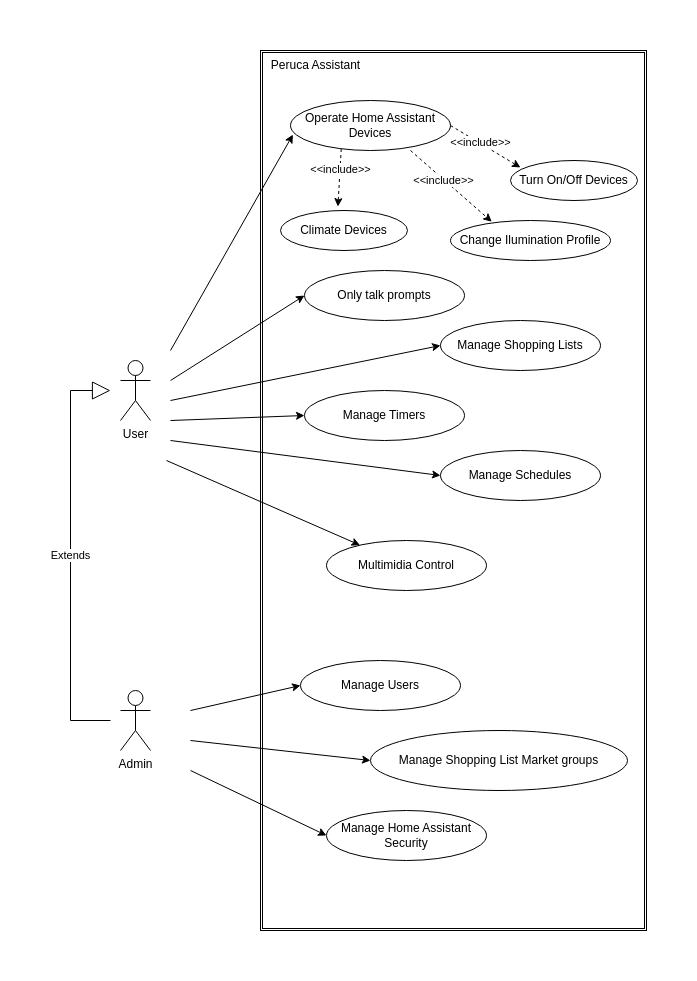 Peruca Assistant
Operate Home Assistant
Devices
<<include>>
<<include>>
<<include>>
Turn On/Off Devices
Climate Devices
Change Ilumination Profile
Only talk prompts
Manage Shopping Lists
Manage Timers
User
Manage Schedules
Extends
Multimidia Control
Manage Users
Manage Shopping List Market groups
Admin
Manage Home Assistant
Security